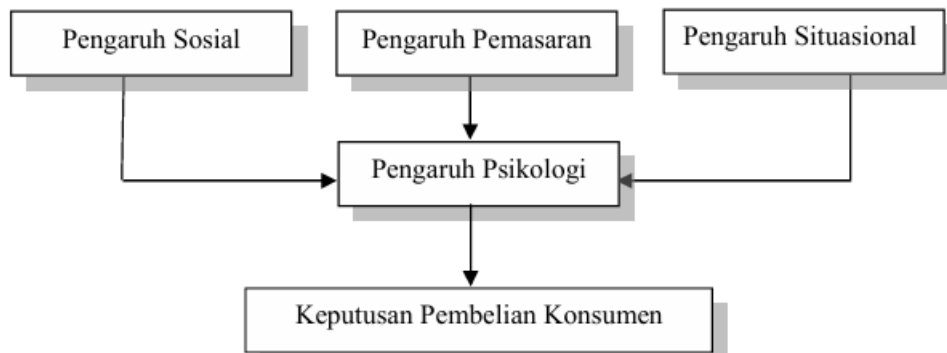 Pengaruh Sosial
Pengaruh Pemasaran
Pengaruh Situasional
Pengaruh Psikologi
Keputusan Pembelian Konsumen